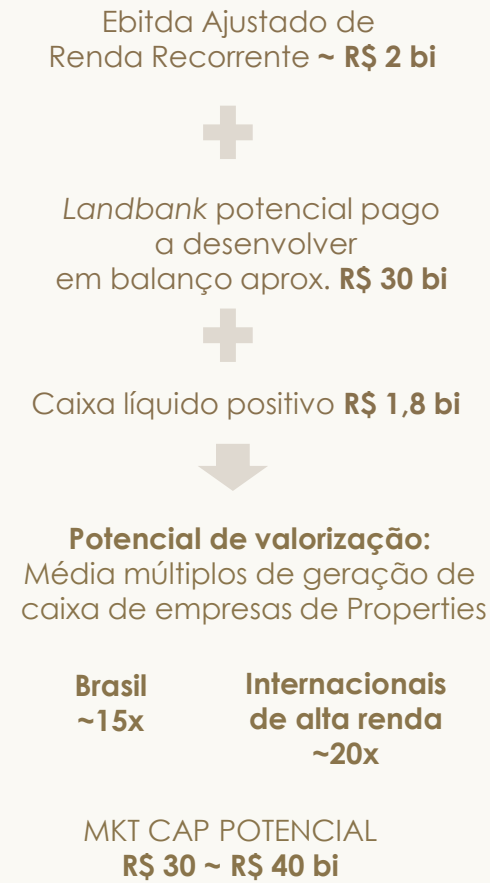 Ebitda Ajustado de
Renda Recorrente ~ R$ 2 bi
Landbank potencial pago
a desenvolver
em balanço aprox. R$ 30 bi
Caixa líquido positivo R$ 1,8 bi
Potencial de valorização:
Média múltiplos de geração de
caixa de empresas de Properties
Brasil
~15x
Internacionais
de alta renda
~20x
MKT CAP POTENCIAL
R$ 30 ~ R$ 40 bi